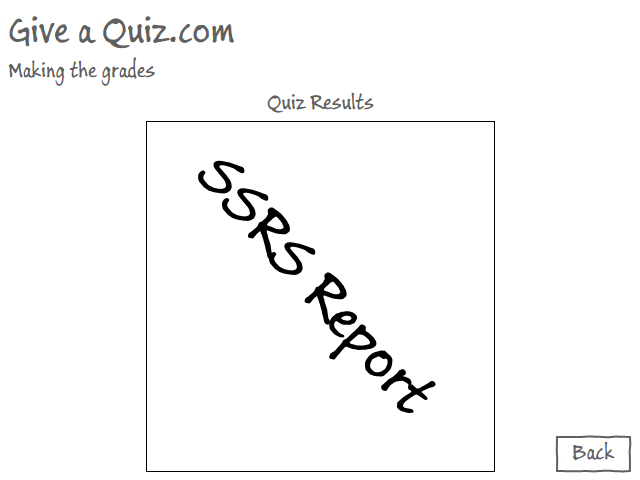 Give a Quiz.com
Making the grades
Quiz Results
SSRS Report
Back